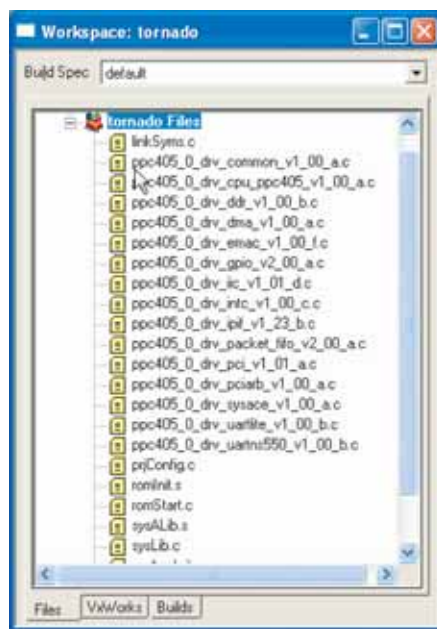 Workspace: tornado
Build Spec default
tornado Files
linkSyms.c
ppc405_0_drv_common_v1_00_a.c
ppc405_0_drv_cpu_ppc405_v1_00_a.c
ppc405_0_drv_ddr_v1_00_b.c
ppc405_0_drv_dma_v1_00_a.c
ppc405_0_drv_emac_v1_00_f.c
ppc405_0_drv_gpio_v2_00_a.c
ppc405_0_drv_iic_v1_01_d.c
ppc405_0_drv_intc_v1_00_c.c
ppc405_0_drv_ipif_v1_23_b.c
ppc405_0_drv_packet_fifo_v2_00_a.c
ppc405_0_drv_pci_v1_01_a.c
ppc405_0_drv_pciarb_v1_00_a.c
ppc405_0_drv_sysace_v1_00_a.c
ppc405_0_drv_uartlite_v1_00_b.c
ppc405_0_drv_uartns550_v1_00_b.c
prjConfig.c
romInit.s
romStart.c
sysALib.s
sysLib.c
Files VxWorks Builds